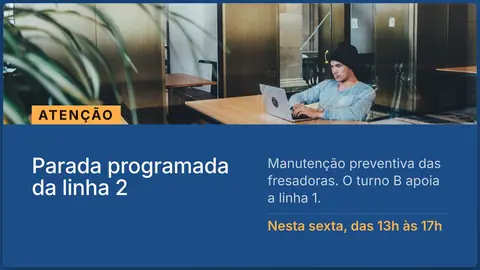 ATENÇÃO
Parada programada
da linha 2
Manutenção preventiva das
fresadoras. O turno B apoia
a linha 1.
Nesta sexta, das 13h às 17h